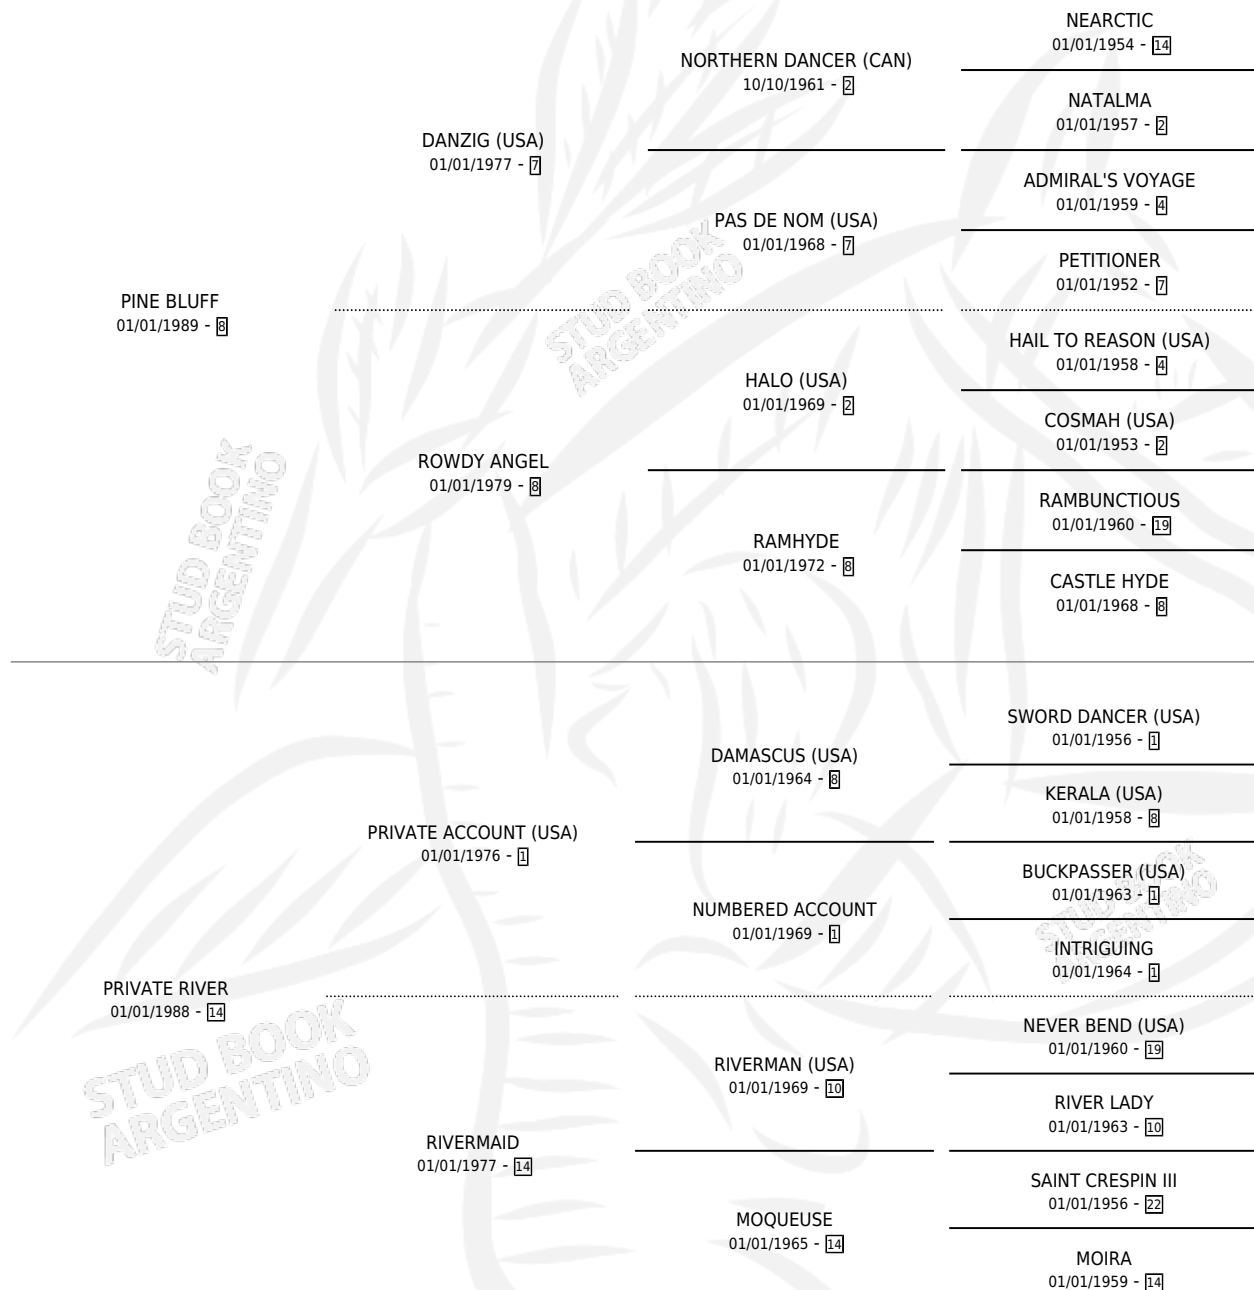 NEARCTIC
01/01/1954 - 14
NORTHERN DANCER (CAN)
10/10/1961 - 2
NATALMA
01/01/1957 - 2
DANZIG (USA)
01/01/1977 - 7
ADMIRAL'S VOYAGE
01/01/1959 - 4
PAS DE NOM (USA)
01/01/1968 - 7
PETITIONER
01/01/1952 - 7
PINE BLUFF
01/01/1989 - 8
STUD BOOK
ARGENTINO
HAIL TO REASON (USA)
01/01/1958 - 4
HALO (USA)
01/01/1969 - 2
COSMAH (USA)
01/01/1953 - 2
ROWDY ANGEL
01/01/1979 - 8
RAMBUNCTIOUS
01/01/1960 - 19
RAMHYDE
01/01/1972 - 8
CASTLE HYDE
01/01/1968 - 8
STUD BOOK
ARGENTINO
SWORD DANCER (USA)
01/01/1956 - 1
DAMASCUS (USA)
01/01/1964 - 8
KERALA (USA)
01/01/1958 - 8
PRIVATE ACCOUNT (USA)
01/01/1976 - 1
BUCKPASSER (USA)
01/01/1963 - 1
NUMBERED ACCOUNT
01/01/1969 - 1
STUD BOOK
ARGENTINO
INTRIGUING
01/01/1964 - 1
PRIVATE RIVER
01/01/1988 - 14
STUD BOOK
ARGENTINO
NEVER BEND (USA)
01/01/1960 - 19
RIVERMAN (USA)
01/01/1969 - 10
RIVER LADY
01/01/1963 - 10
RIVERMAID
01/01/1977 - 14
SAINT CRESPIN III
01/01/1956 - 22
MOQUEUSE
01/01/1965 - 14
MOIRA
01/01/1959 - 14